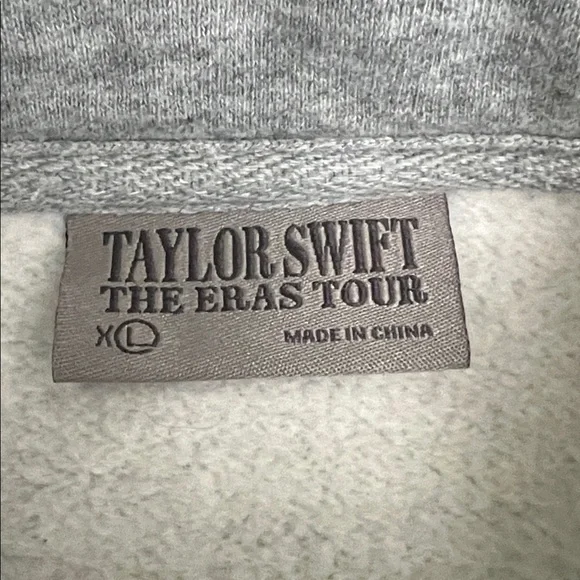 TAYLOR SWIFT
THE ERAS TOUR
XL MADE IN CHINA